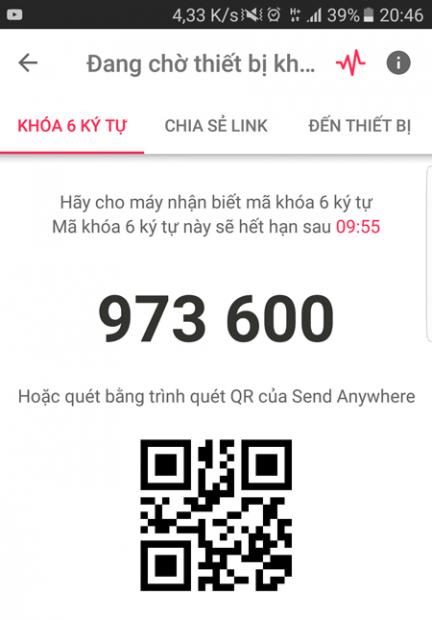 4,33 K/s H+ 39% 20:46
Đang chờ thiết bị kh...
KHÓA 6 KÝ TỰ CHIA SẺ LINK ĐẾN THIẾT BỊ
Hãy cho máy nhận biết mã khóa 6 ký tự
Mã khóa 6 ký tự này sẽ hết hạn sau 09:55
973 600
Hoặc quét bằng trình quét QR của Send Anywhere